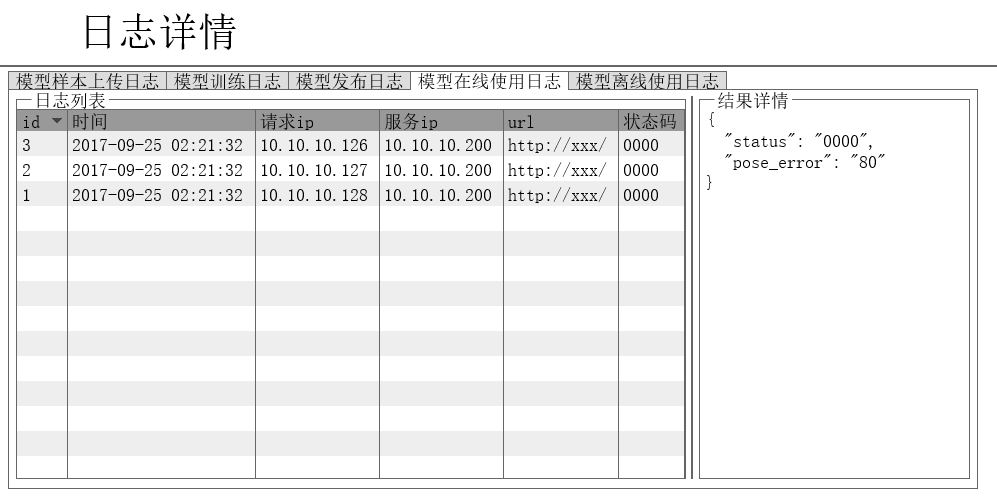 日志详情
模型样本上传日志 模型训练日志 模型发布日志 模型在线使用日志 模型离线使用日志
日志列表
id 时间 请求ip 服务ip url 状态码
3 2017-09-25 02:21:32 10.10.10.126 10.10.10.200 http://xxx/ 0000
2 2017-09-25 02:21:32 10.10.10.127 10.10.10.200 http://xxx/ 0000
1 2017-09-25 02:21:32 10.10.10.128 10.10.10.200 http://xxx/ 0000
结果详情
{
"status": "0000",
"pose_error": "80"
}